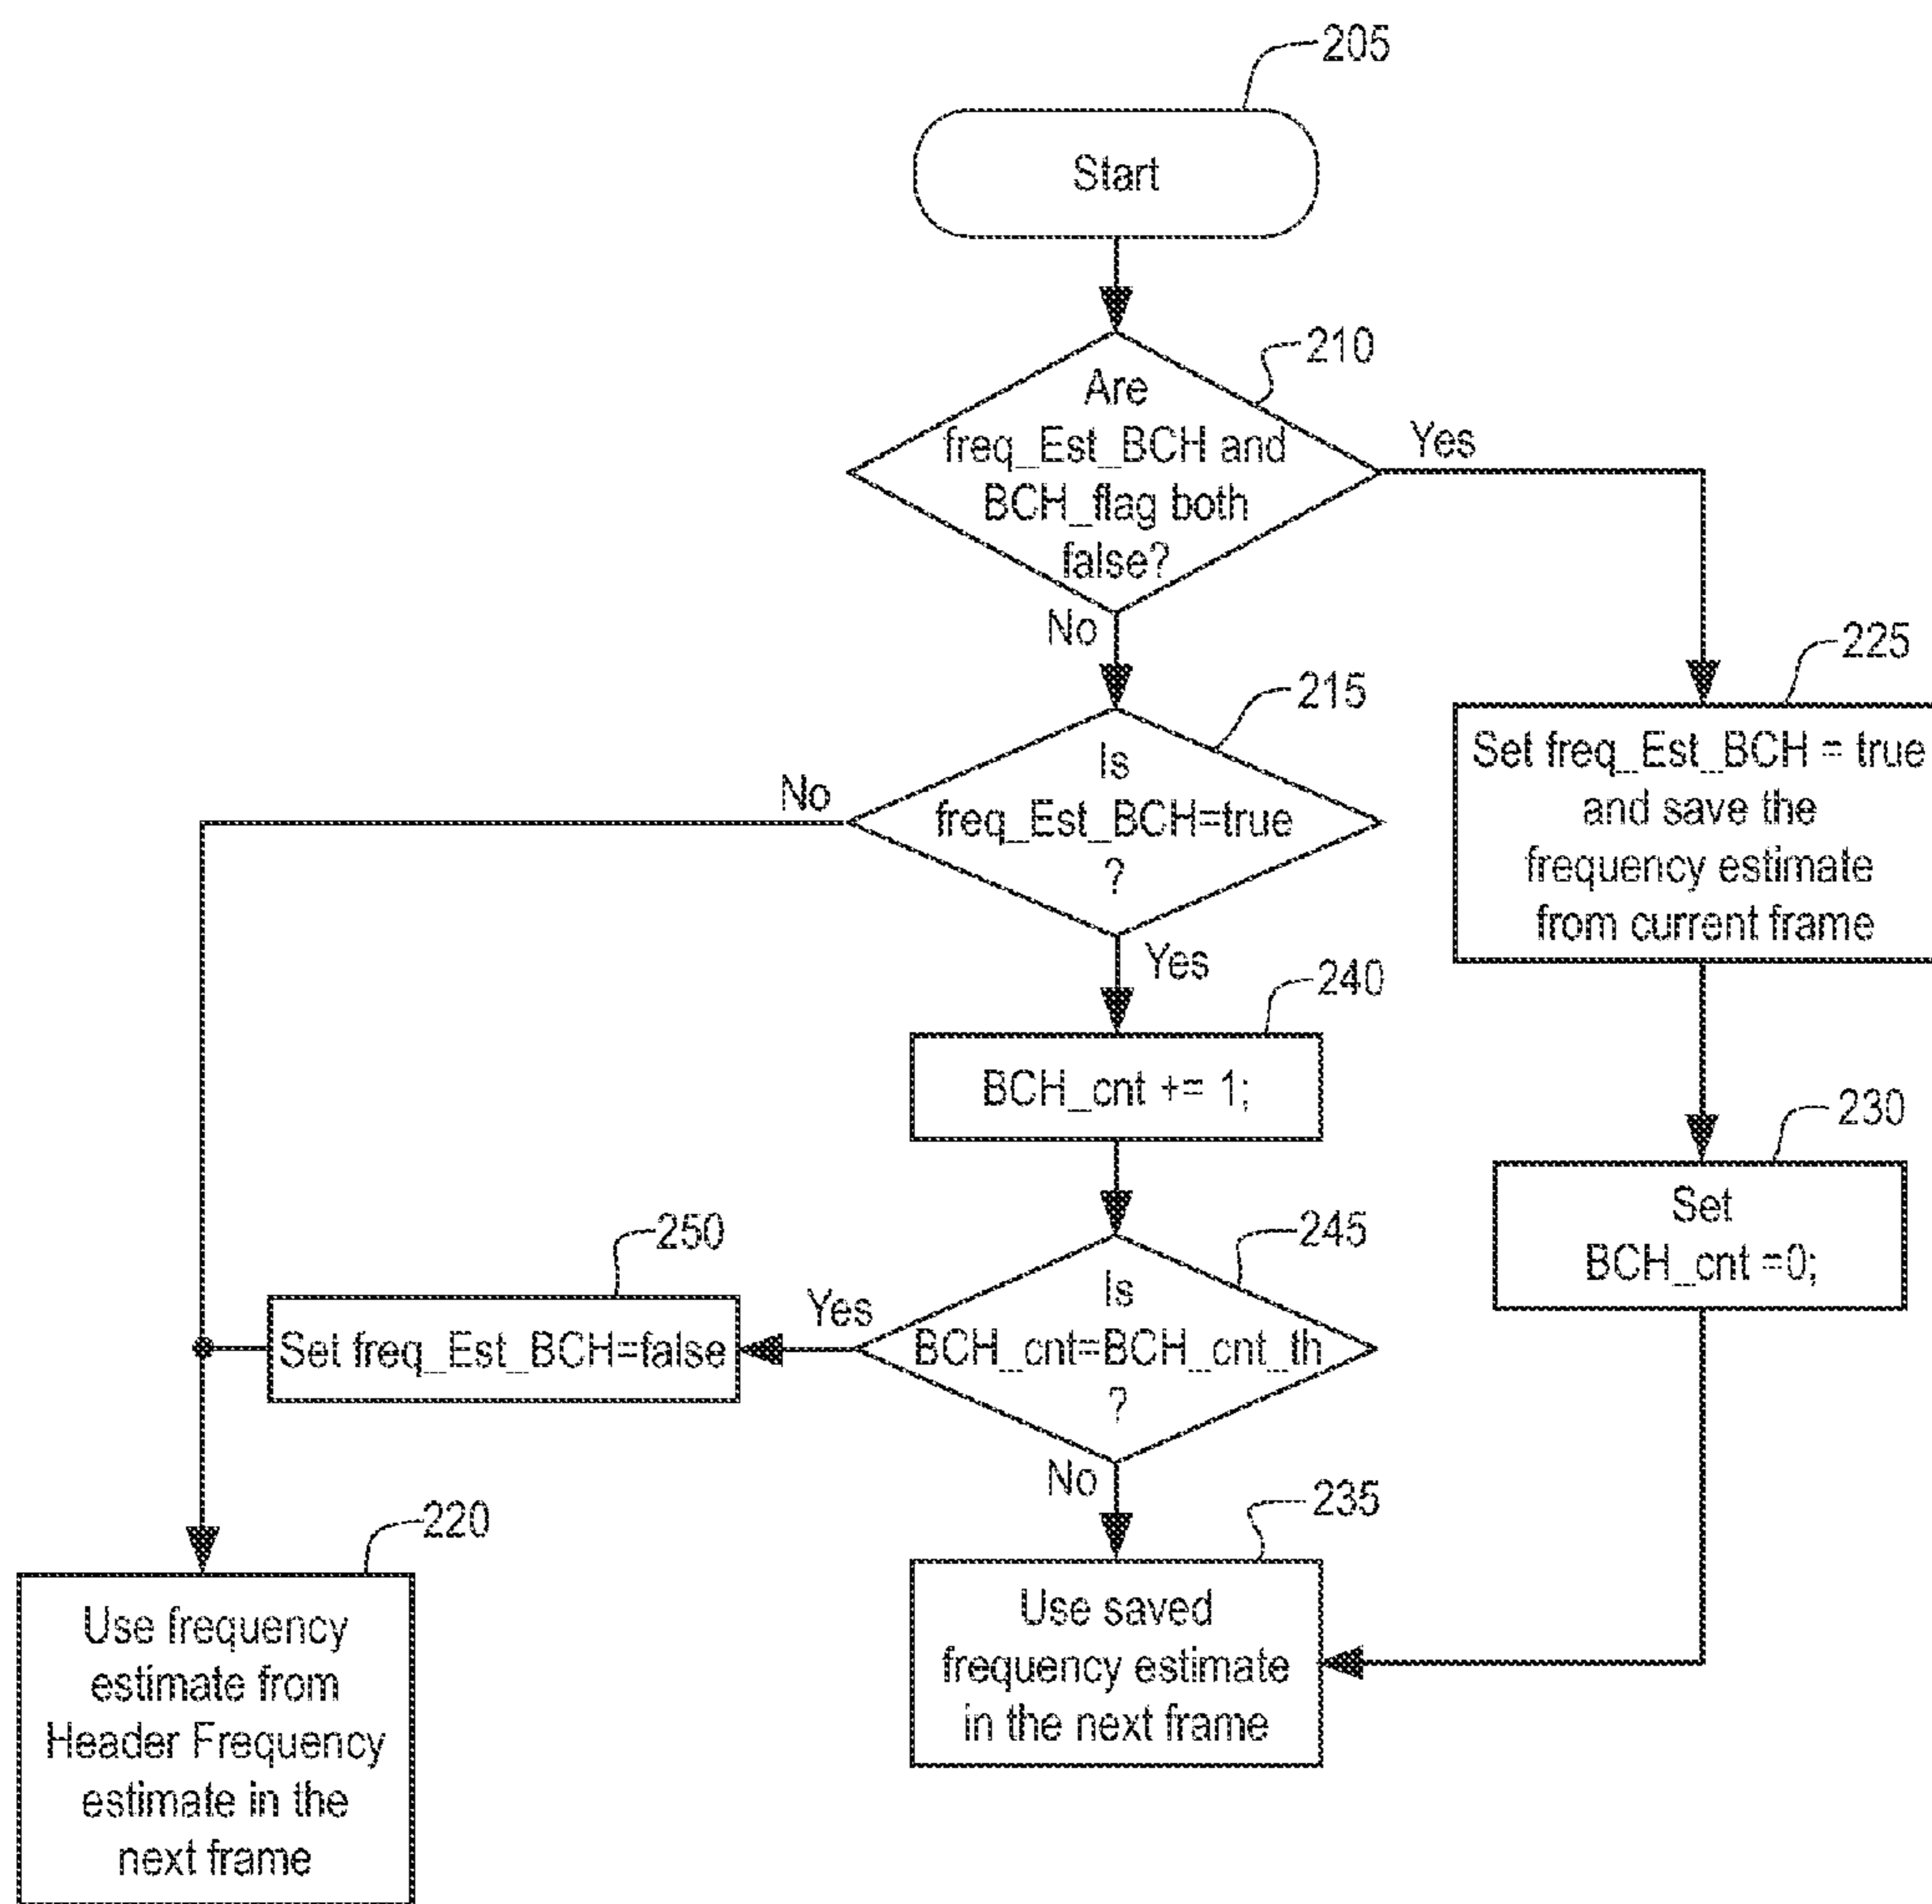 205
Start
210
Are
freq_Est_BCH and
BCH_flag both
false?
Yes
No
215
Is
freq_Est_BCH=true
?
No
Yes
225
Set freq_Est_BCH = true
and save the
frequency estimate
from current frame
240
BCH_cnt += 1;
230
Set
BCH_cnt =0;
250
Set freq_Est_BCH=false
Yes
245
Is
BCH_cnt=BCH_cnt_th
?
No
220
Use frequency
estimate from
Header Frequency
estimate in the
next frame
235
Use saved
frequency estimate
in the next frame